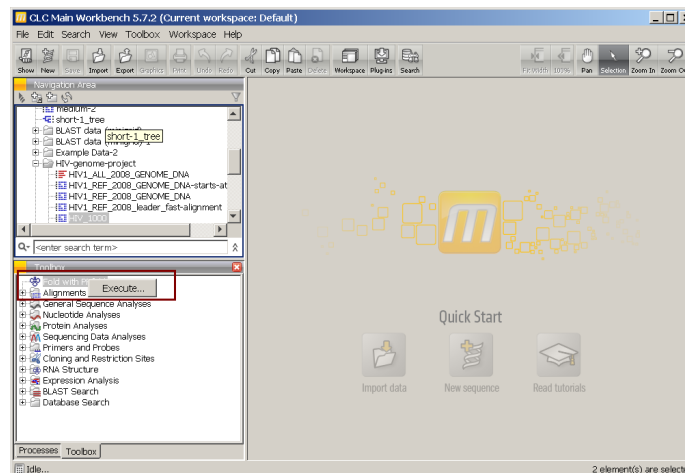 CLC Main Workbench 5.7.2 (Current workspace: Default)
File Edit Search View Toolbox Workspace Help
Show New Save Import Export Graphics Print Undo Redo Cut Copy Paste Delete Workspace Plug-ins Search Fit Width 100% Pan Selection Zoom In Zoom
Navigation Area
medium-2
short-1_tree
BLAST data
short-1_tree
BLAST data
Example Data-2
HIV-genome-project
HIV1_ALL_2008_GENOME_DNA
HIV1_REF_2008_GENOME_DNA-starts-at
HIV1_REF_2008_GENOME_DNA
HIV1_REF_2008_leader_fast-alignment
HIV_1000
<enter search term>
Toolbox
Fold with
Execute...
Alignments
General Sequence Analyses
Nucleotide Analyses
Protein Analyses
Sequencing Data Analyses
Primers and Probes
Cloning and Restriction Sites
RNA Structure
Expression Analysis
BLAST Search
Database Search
Processes Toolbox
Idle...
Quick Start
Import data New sequence Read tutorials
2 element(s) are select